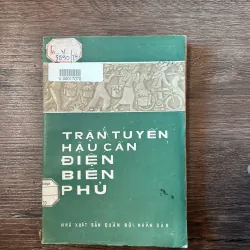 TRẬN TUYẾN
HẬU CẦN
ĐIỆN
BIÊN
PHỦ
NHÀ XUẤT BẢN QUÂN ĐỘI NHÂN DÂN